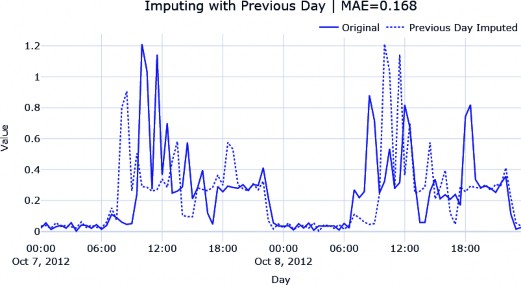 Imputing with Previous Day | MAE=0.168
Original Previous Day Imputed
1.2
1
0.8
0.6
0.4
0.2
0
Value
00:00 06:00 12:00 18:00 00:00 06:00 12:00 18:00
Oct 7, 2012 Oct 8, 2012
Day